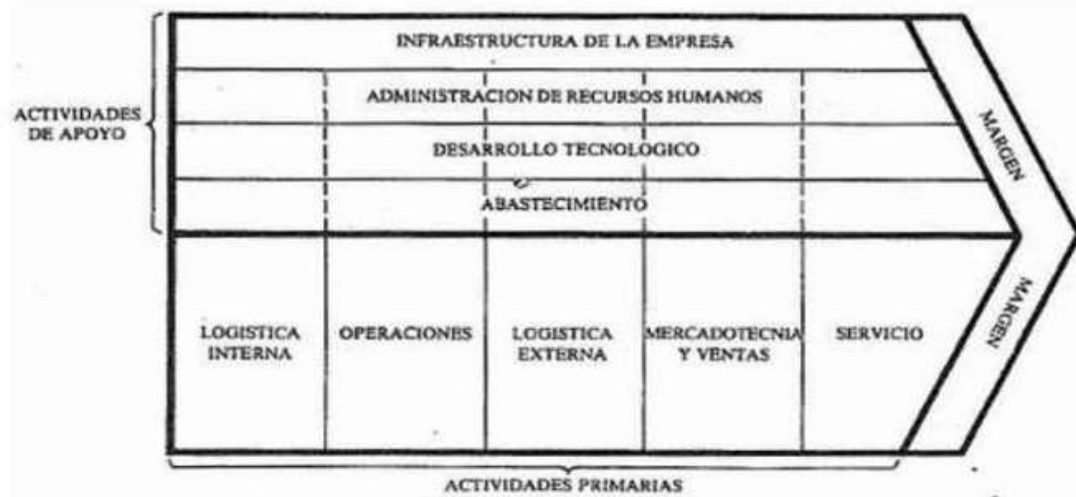 INFRAESTRUCTURA DE LA EMPRESA
ADMINISTRACION DE RECURSOS HUMANOS
DESARROLLO TECNOLOGICO
ABASTECIMIENTO
ACTIVIDADES
DE APOYO
MARGEN
MARGEN
LOGISTICA
INTERNA
OPERACIONES
LOGISTICA
EXTERNA
MERCADOTECNIA
Y VENTAS
SERVICIO
ACTIVIDADES PRIMARIAS